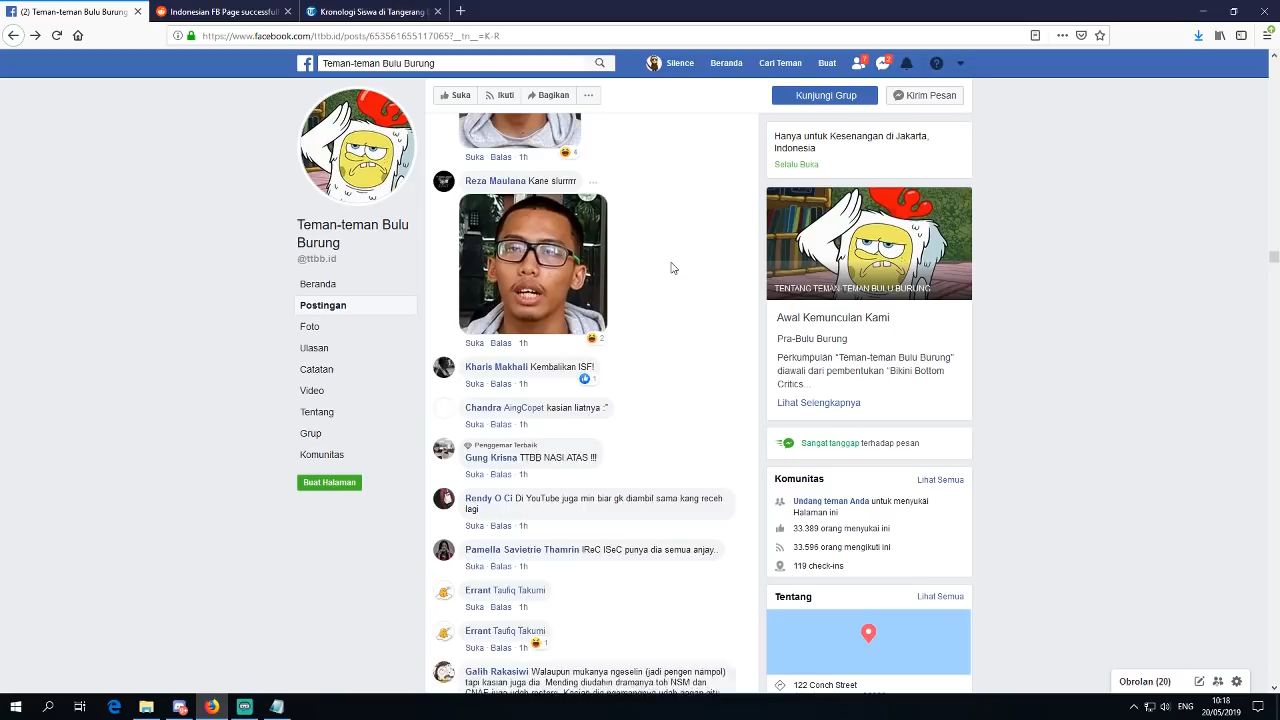 (2) Teman-teman Bulu Burung
Indonesian FB Page successfull
Kronologi Siswa di Tangerang D
https://www.facebook.com/ttbb.id/posts/653561655117065?__tn__=K-R
Teman-teman Bulu Burung
Silence
Beranda
Cari Teman
Buat
Suka
Ikuti
Bagikan
Kunjungi Grup
Kirim Pesan
Teman-teman Bulu Burung
@ttbb.id
Beranda
Postingan
Foto
Ulasan
Catatan
Video
Tentang
Grup
Komunitas
Buat Halaman
Suka · Balas · 1h
4
Reza Maulana Kane slurrrrr
2
Suka · Balas · 1h
Kharis Makhali Kembalikan ISF!
1
Suka · Balas · 1h
Chandra AingCopet kasian liatnya :"
Suka · Balas · 1h
Penggemar Terbaik
Gung Krisna TTBB NASI ATAS !!!
Suka · Balas · 1h
Rendy O Ci Di YouTube juga min biar gk diambil sama kang receh
lagi
Suka · Balas · 1h
Pamella Savietrie Thamrin IReC ISeC punya dia semua anjay..
Suka · Balas · 1h
Errant Taufiq Takumi
Suka · Balas · 1h
Errant Taufiq Takumi
1
Suka · Balas · 1h
Galih Rakasiwi Walaupun mukanya ngeselin (jadi pengen nampol)
tapi kasian juga dia. Mending diudahin dramanya toh NSM dan
Hanya untuk Kesenangan di Jakarta,
Indonesia
Selalu Buka
TENTANG TEMAN-TEMAN BULU BURUNG
Awal Kemunculan Kami
Pra-Bulu Burung
Perkumpulan "Teman-teman Bulu Burung"
diawali dari pembentukan "Bikini Bottom
Critics...
Lihat Selengkapnya
Sangat tanggap terhadap pesan
Komunitas
Lihat Semua
Undang teman Anda untuk menyukai
Halaman ini
33.389 orang menyukai ini
33.596 orang mengikuti ini
119 check-ins
Tentang
Lihat Semua
122 Conch Street
Obrolan (20)
ENG
10:18
20/05/2019